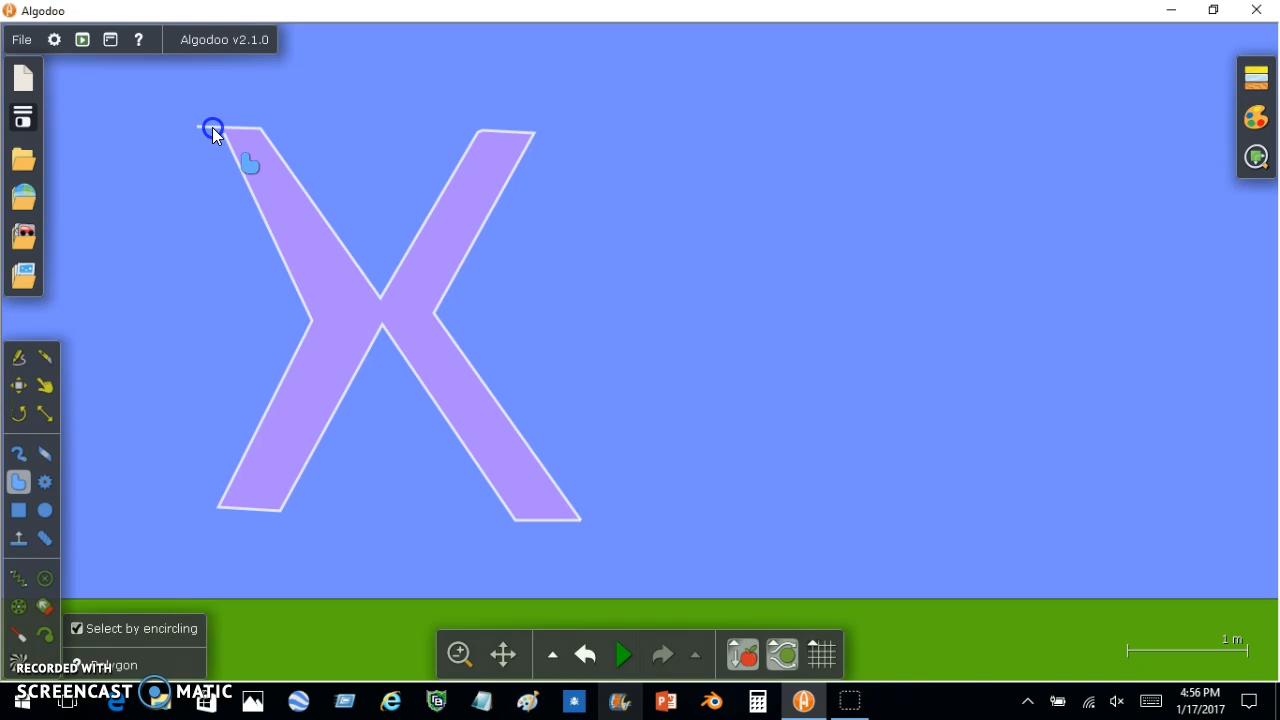 Algodoo
File ? Algodoo v2.1.0
X
1 m
Select by encircling
? Polygon
RECORDED WITH
SCREENCAST MATIC
4:56 PM
1/17/2017